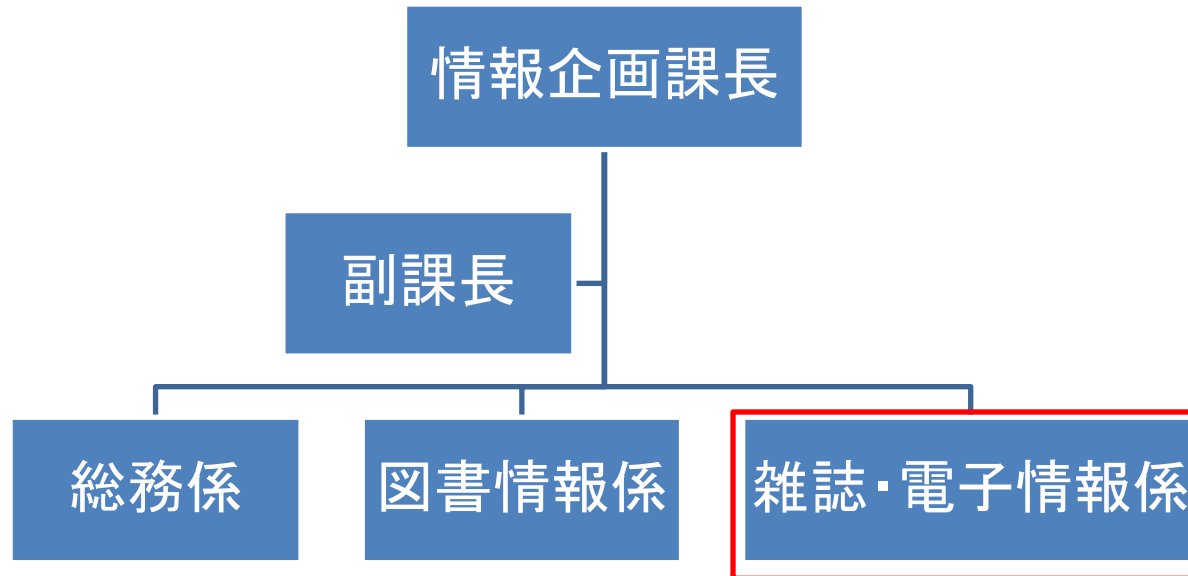 情報企画課長
副課長
総務係
図書情報係
雑誌・電子情報係